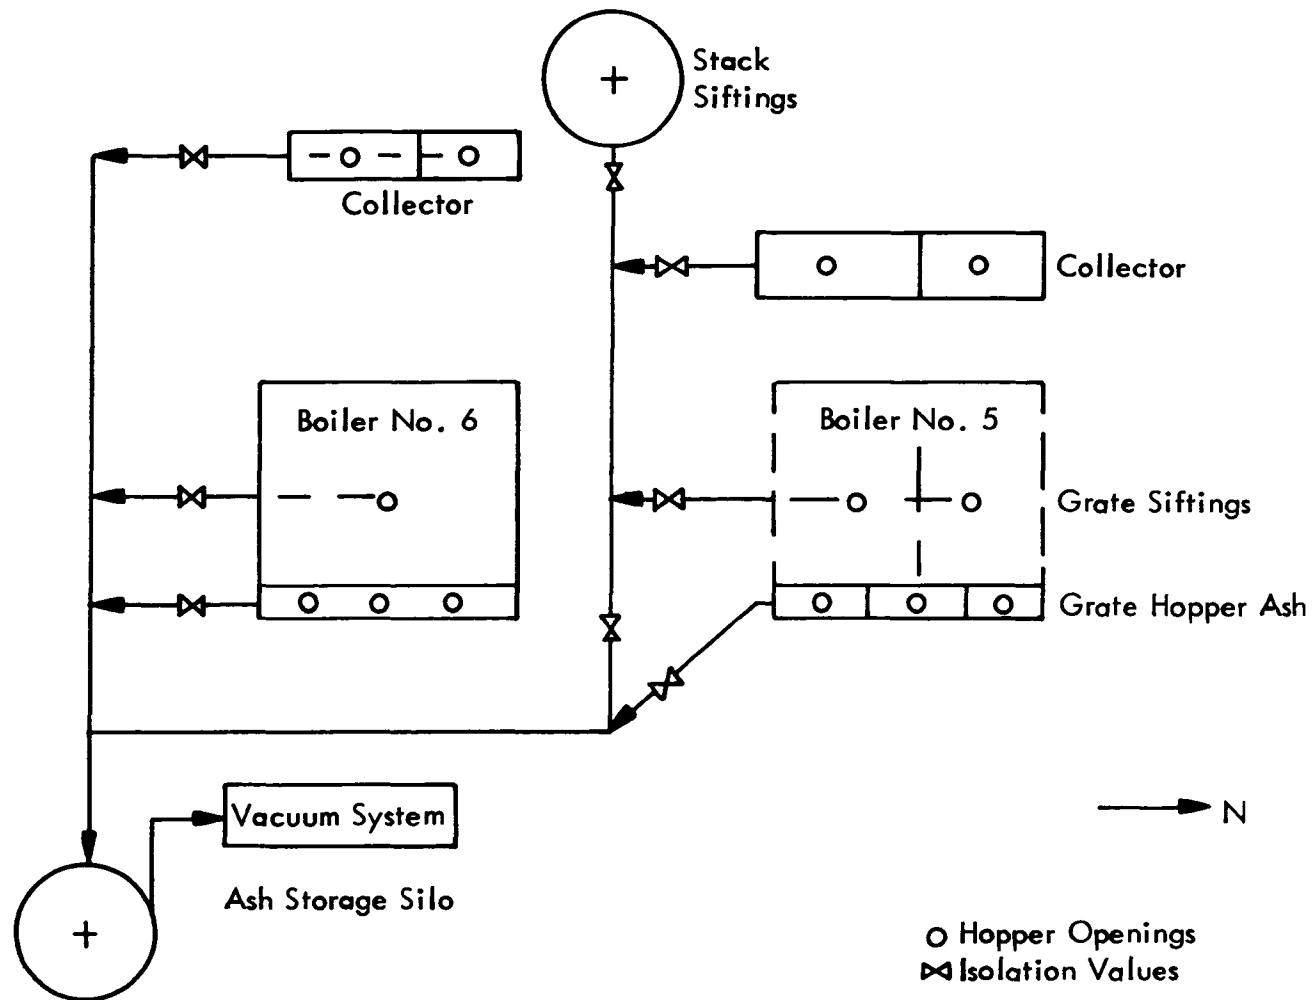 Stack
Siftings
Collector
Collector
Boiler No. 6
Boiler No. 5
Grate Siftings
Grate Hopper Ash
Vacuum System
N
Ash Storage Silo
Hopper Openings
Isolation Values